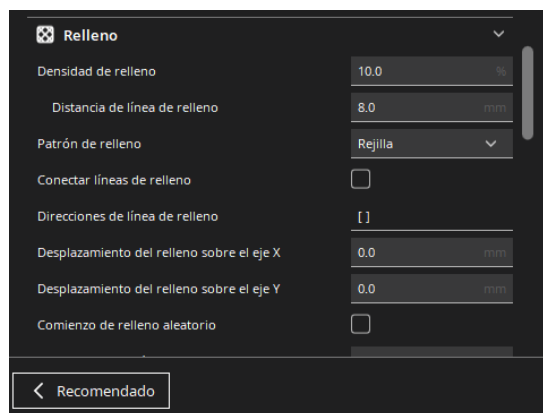 Relleno
Densidad de relleno 10.0 %
Distancia de línea de relleno 8.0 mm
Patrón de relleno Rejilla
Conectar líneas de relleno
Direcciones de línea de relleno [ ]
Desplazamiento del relleno sobre el eje X 0.0 mm
Desplazamiento del relleno sobre el eje Y 0.0 mm
Comienzo de relleno aleatorio
Recomendado